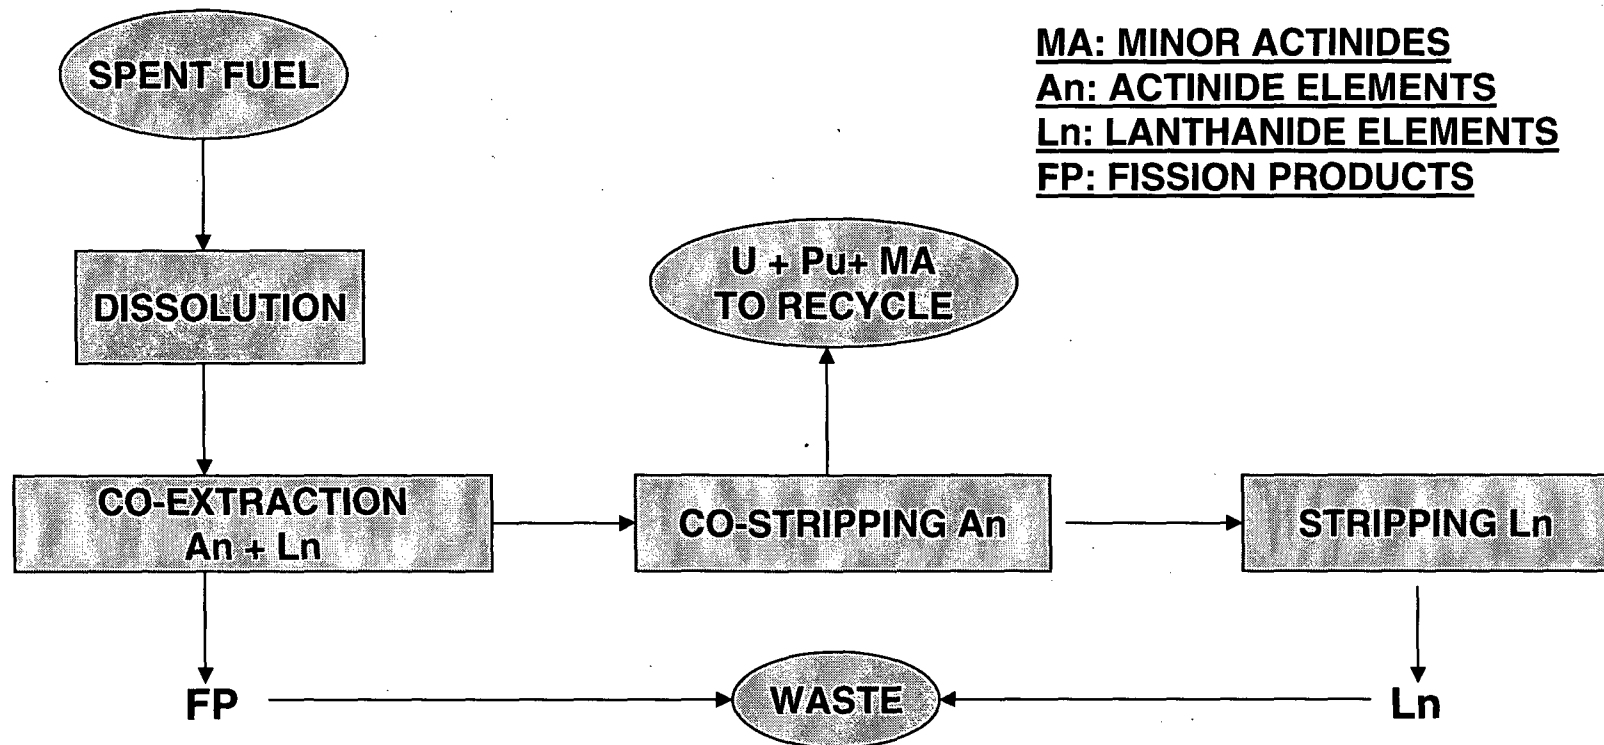 SPENT FUEL
MA: MINOR ACTINIDES
An: ACTINIDE ELEMENTS
Ln: LANTHANIDE ELEMENTS
FP: FISSION PRODUCTS
DISSOLUTION
U + Pu+ MA
TO RECYCLE
CO-EXTRACTION
An + Ln
CO-STRIPPING An
STRIPPING Ln
FP
WASTE
Ln